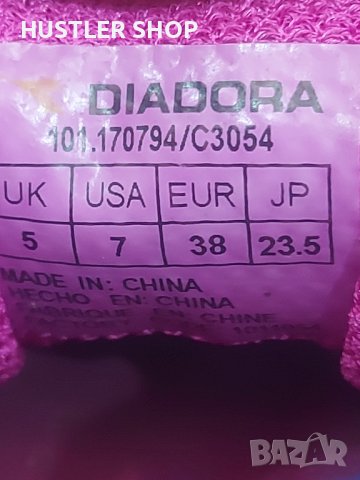 HUSTLER SHOP
DIADORA
101.170794/C3054
UK USA EUR JP
5 7 38 23.5
MADE IN: CHINA
HECHO EN: CHINA
FABRIQUE EN CHINE
BAZAR